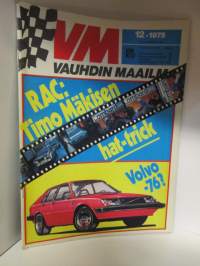 VM
12-1975
VAUHDIN MAAILMA
RAC:
Timo Mäkisen
hat-trick
Volvo
-76?